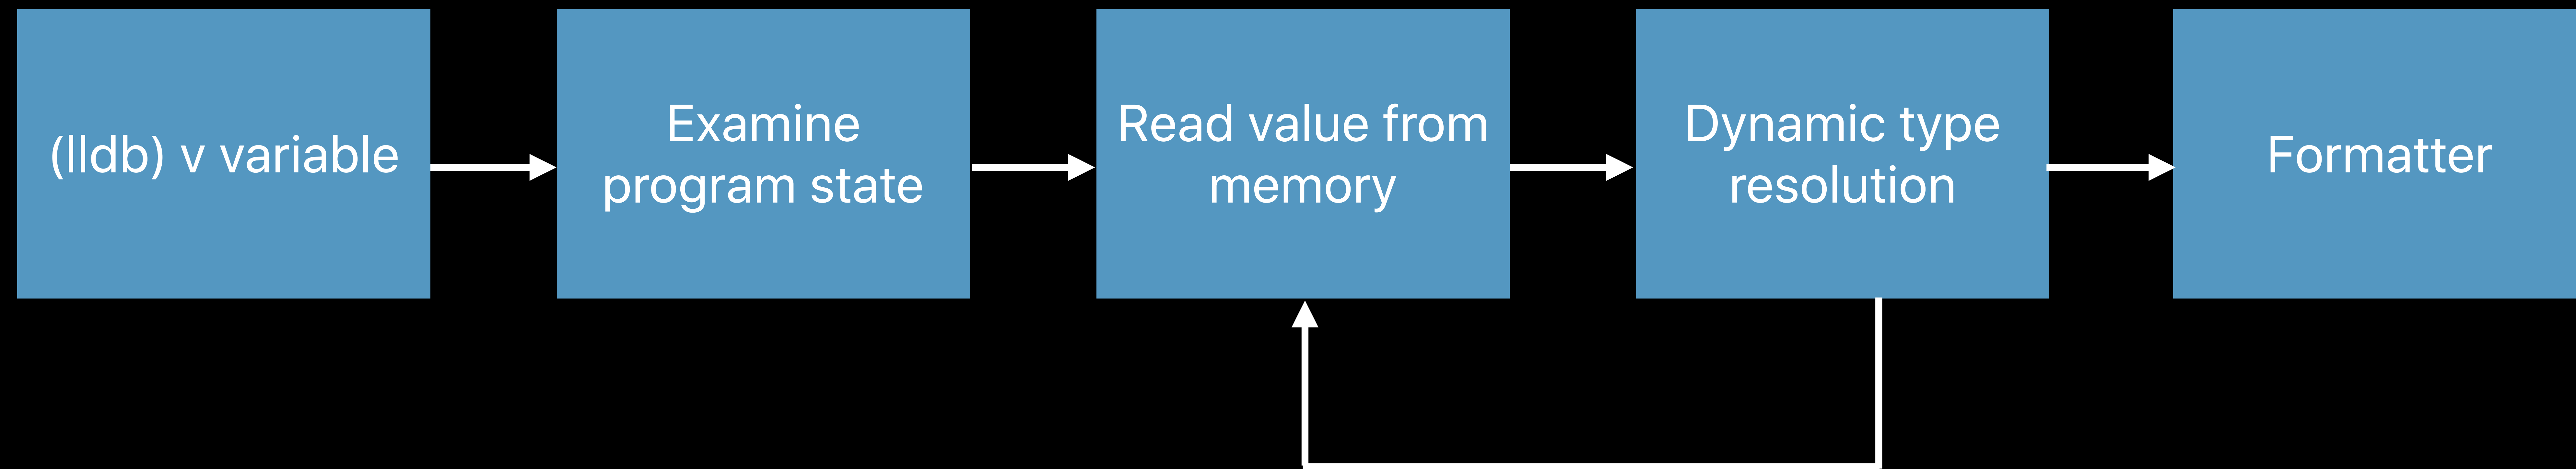 (lldb) v variable
Examine
program state
Read value from
memory
Dynamic type
resolution
Formatter